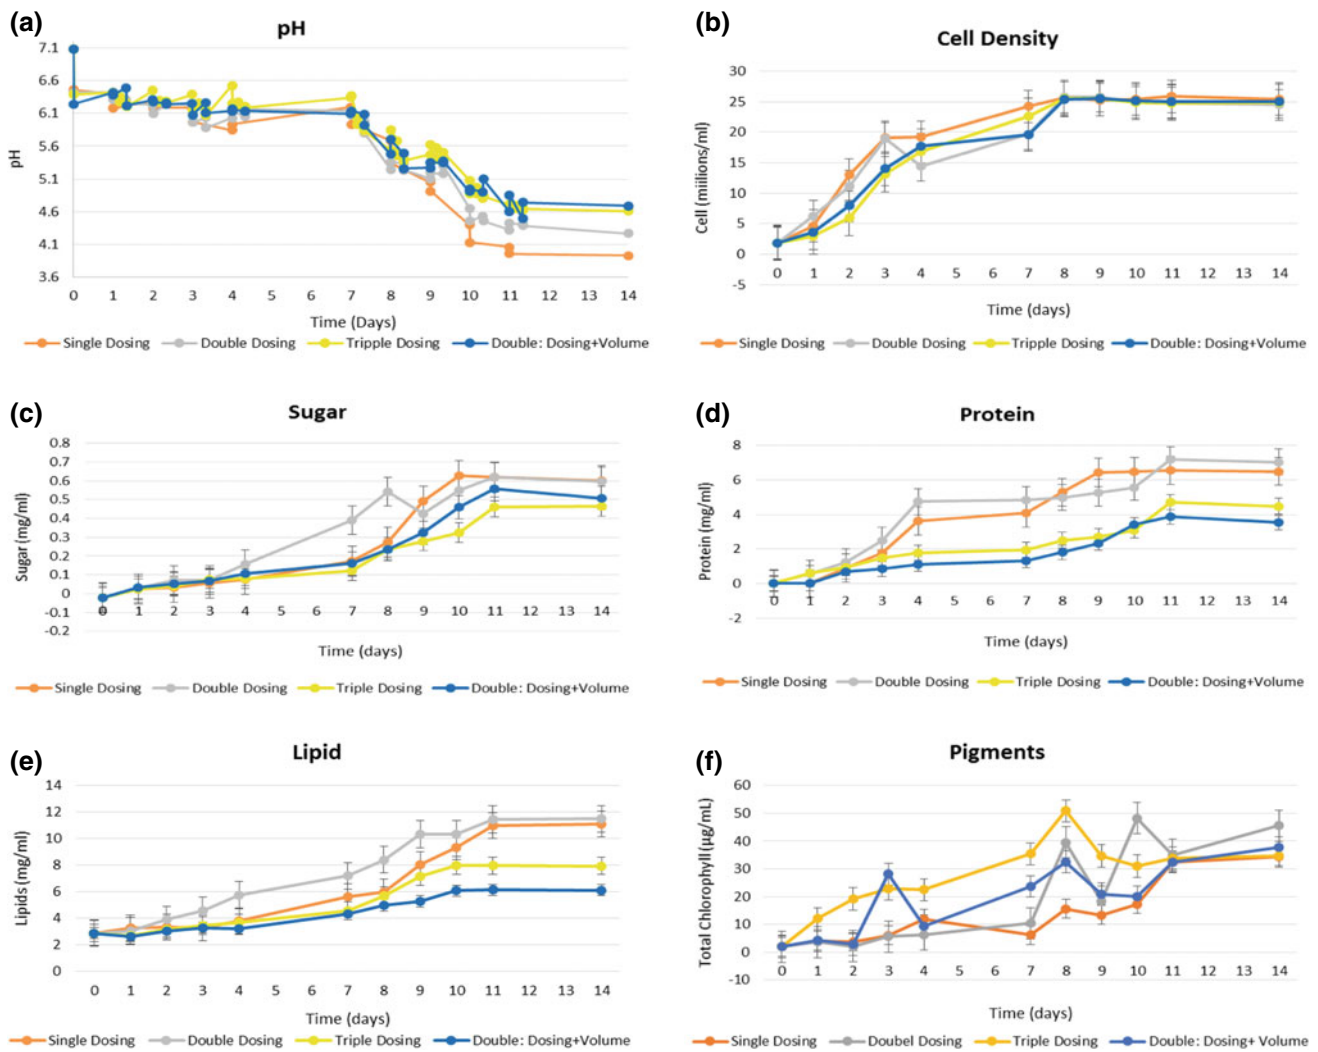 (a)
pH
7.1
6.6
6.1
5.6
5.1
4.6
4.1
3.6
pH
0 1 2 3 4 5 6 7 8 9 10 11 12 13 14
Time (Days)
Single Dosing Double Dosing Tripple Dosing Double: Dosing+Volume
(b)
Cell Density
30
25
20
15
10
5
0
-5
Cell (miilions/ml)
0 1 2 3 4 5 6 7 8 9 10 11 12 13 14
Time (Days)
Single Dosing Double Dosing Tripple Dosing Double: Dosing+Volume
(c)
Sugar
0.8
0.7
0.6
0.5
0.4
0.3
0.2
0.1
0
-0.1
-0.2
Sugar (mg/ml)
0 1 2 3 4 5 6 7 8 9 10 11 12 13 14
Time (days)
Single Dosing Double Dosing Triple Dosing Double: Dosing+Volume
(d)
Protein
8
6
4
2
0
-2
Protein (mg/ml)
0 1 2 3 4 5 6 7 8 9 10 11 12 13 14
Time (days)
Single Dosing Double Dosing Triple Dosing Double: Dosing+Volume
(e)
Lipid
14
12
10
8
6
4
2
0
Lipids (mg/ml)
0 1 2 3 4 5 6 7 8 9 10 11 12 13 14
Time (days)
Single Dosing Double Dosing Triple Dosing Double: Dosing+Volume
(f)
Pigments
60
50
40
30
20
10
0
-10
Total Chlorophyll (µg/mL)
0 1 2 3 4 5 6 7 8 9 10 11 12 13 14
Time (days)
Single Dosing Doubel Dosing Triple Dosing Double: Dosing+ Volume